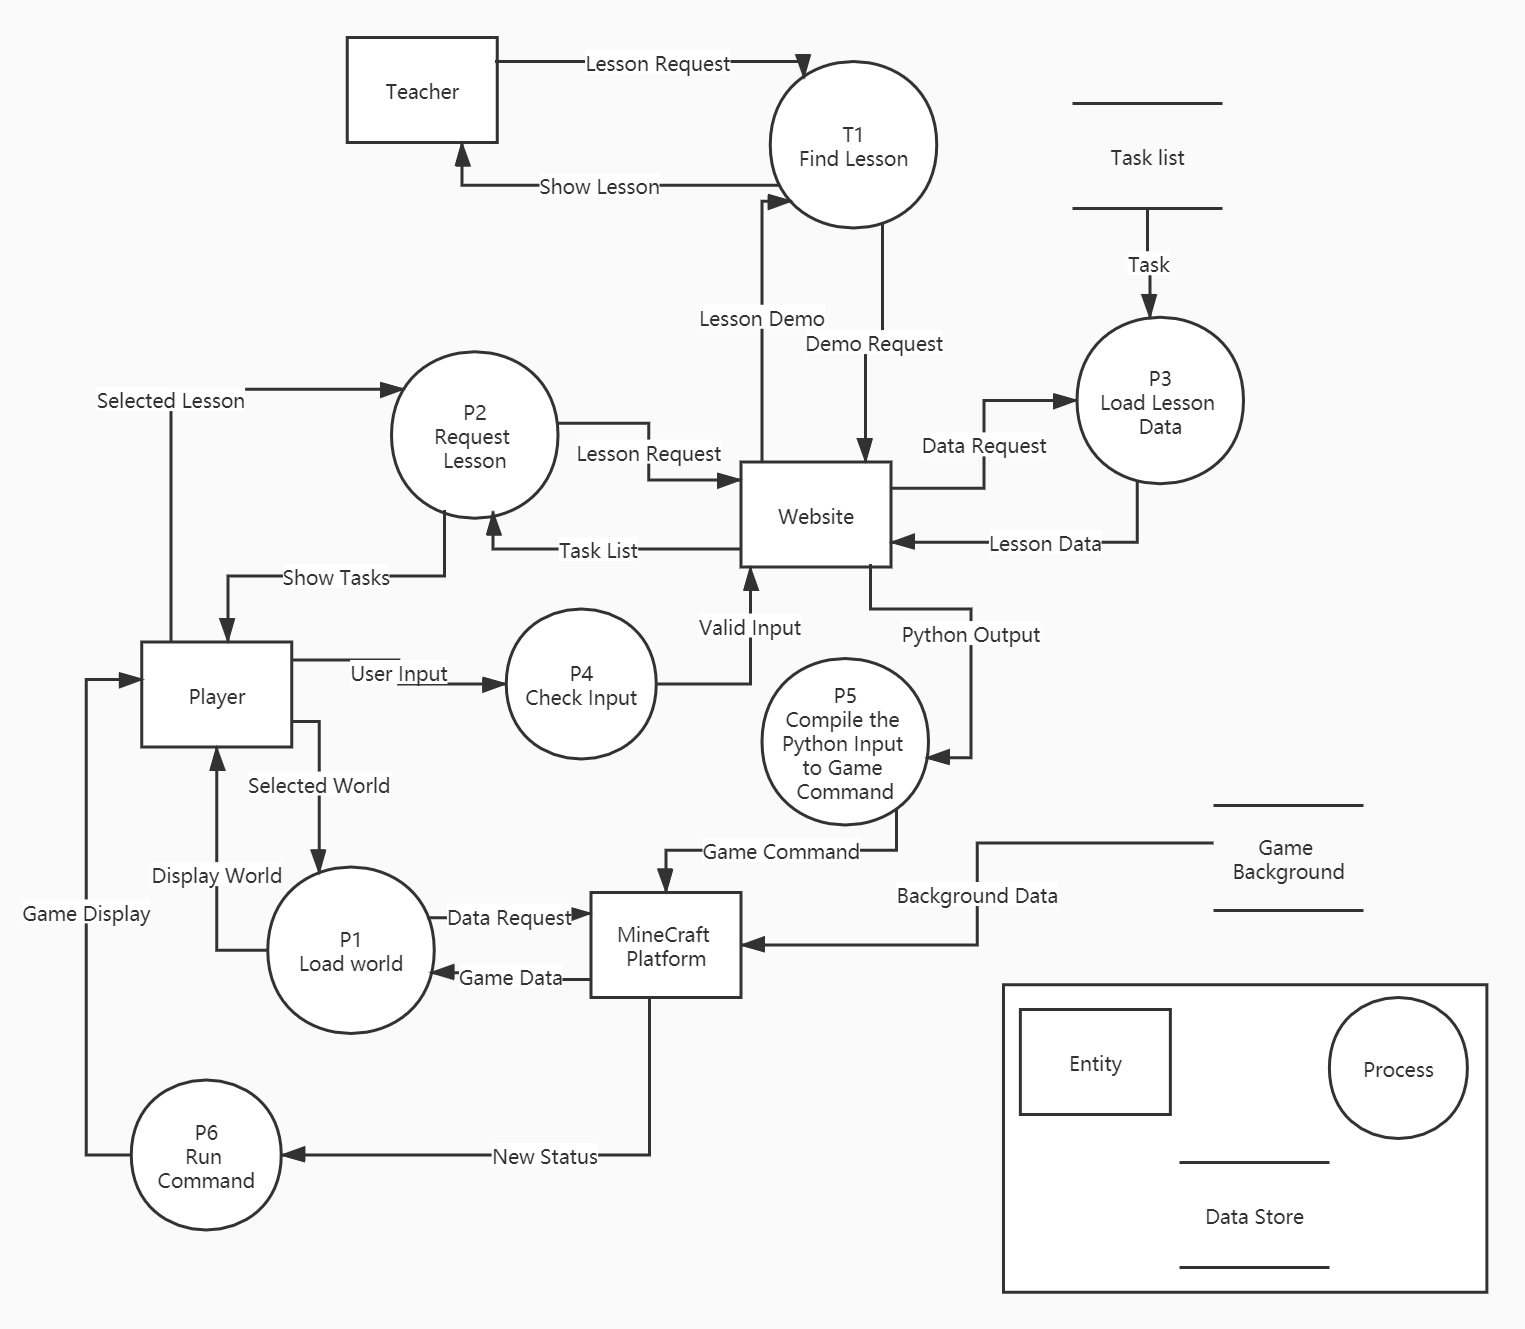 Teacher
Lesson Request
T1
Find Lesson
Show Lesson
Task list
Task
Lesson Demo
Demo Request
P3
Load Lesson
Data
Selected Lesson
P2
Request
Lesson
Lesson Request
Data Request
Website
Lesson Data
Task List
Show Tasks
Valid Input
Python Output
User Input
P4
Check Input
Player
P5
Compile the
Python Input
to Game
Command
Selected World
Game Command
Game
Background
Display World
Background Data
Game Display
Data Request
MineCraft
Platform
P1
Load world
Game Data
Entity
Process
P6
Run
Command
New Status
Data Store